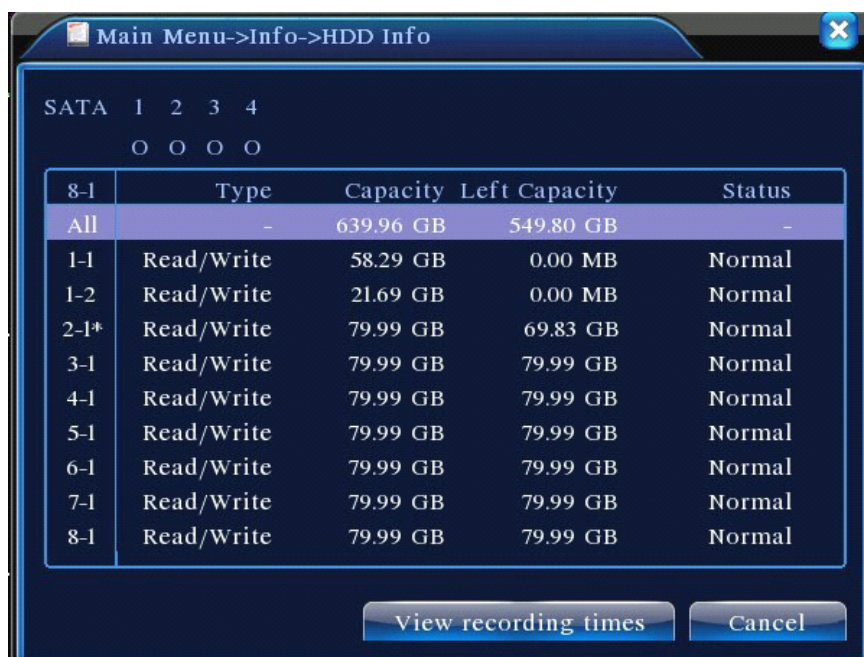 Main Menu->Info->HDD Info
SATA 1 2 3 4
O O O O
8-1 Type Capacity Left Capacity Status
All - 639.96 GB 549.80 GB -
1-1 Read/Write 58.29 GB 0.00 MB Normal
1-2 Read/Write 21.69 GB 0.00 MB Normal
2-1* Read/Write 79.99 GB 69.83 GB Normal
3-1 Read/Write 79.99 GB 79.99 GB Normal
4-1 Read/Write 79.99 GB 79.99 GB Normal
5-1 Read/Write 79.99 GB 79.99 GB Normal
6-1 Read/Write 79.99 GB 79.99 GB Normal
7-1 Read/Write 79.99 GB 79.99 GB Normal
8-1 Read/Write 79.99 GB 79.99 GB Normal
View recording times Cancel